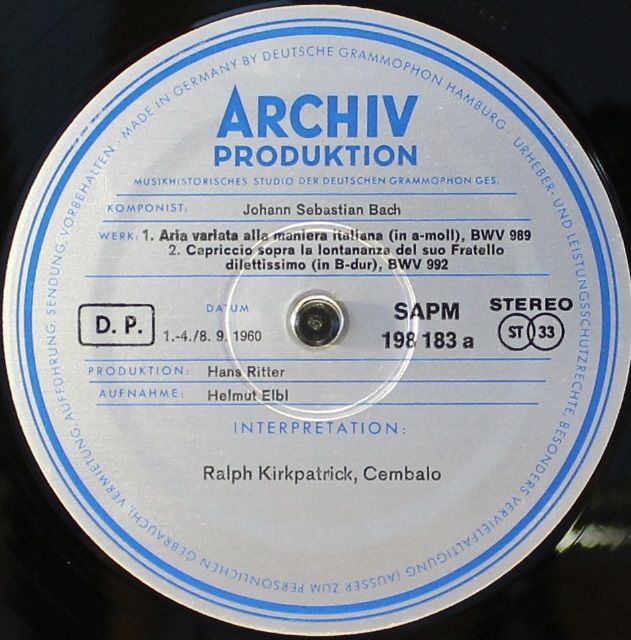 MADE IN GERMANY BY DEUTSCHE GRAMMOPHON HAMBURG · URHEBER- UND LEISTUNGSSCHUTZRECHTE, BESONDERS VERVIELFÄLTIGUNG (AUSSER ZUM PERSÖNLICHEN GEBRAUCH), VERMIETUNG, AUFFÜHRUNG, SENDUNG, VORBEHALTEN ·
ARCHIV
PRODUKTION
MUSIKHISTORISCHES STUDIO DER DEUTSCHEN GRAMMOPHON GES.
KOMPONIST: Johann Sebastian Bach
WERK: 1. Aria variata alla maniera italiana (in a-moll), BWV 989
2. Capriccio sopra la lontananza del suo Fratello
dilettissimo (in B-dur), BWV 992
D. P.
DATUM
1.-4./8. 9. 1960
SAPM
198 183 a
STEREO
ST 33
PRODUKTION: Hans Ritter
AUFNAHME: Helmut Elbl
INTERPRETATION:
Ralph Kirkpatrick, Cembalo